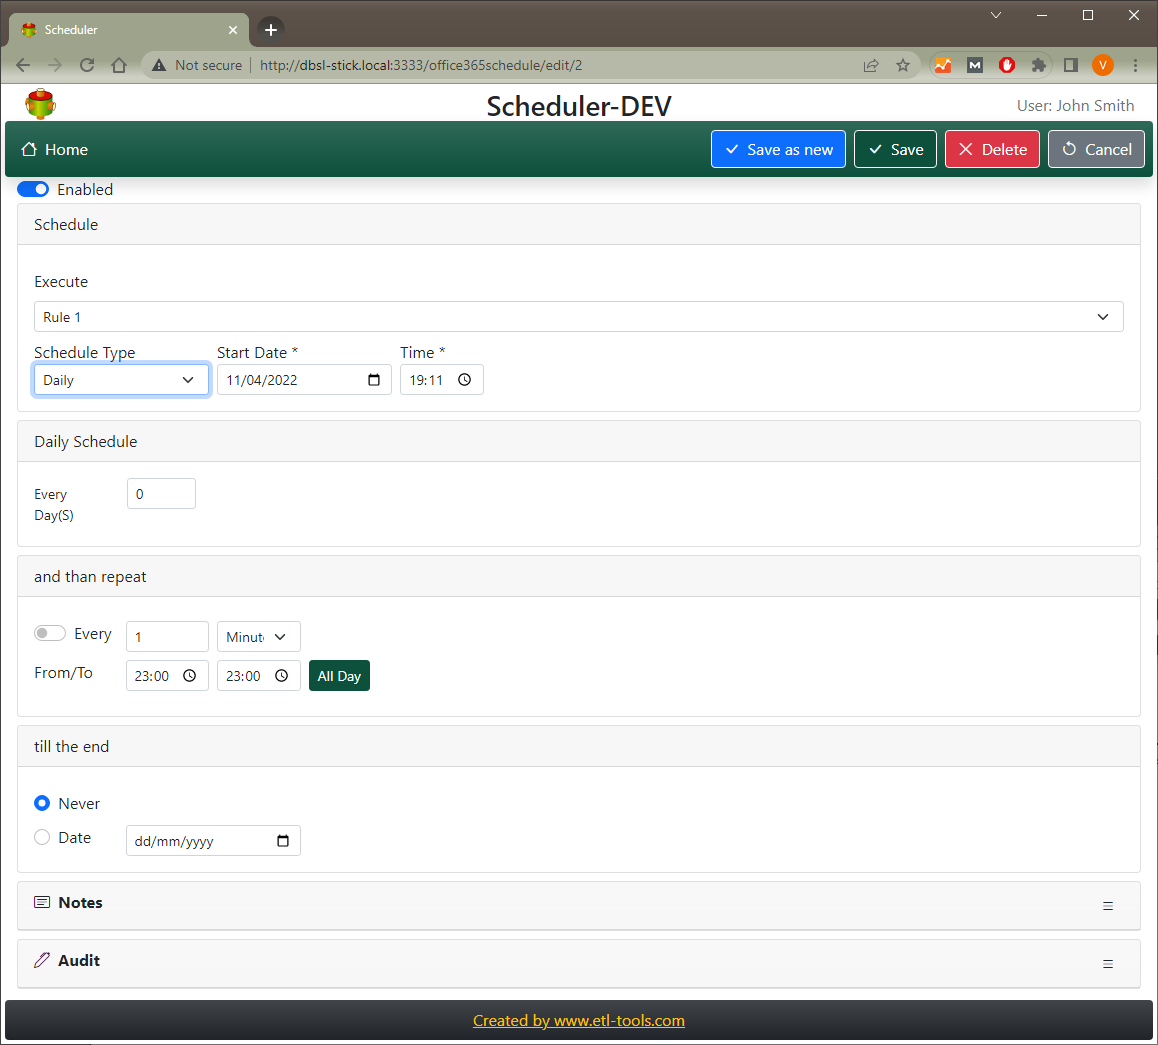 Scheduler
Not secure http://dbsl-stick.local:3333/office365schedule/edit/2
M
V
Scheduler-DEV
User: John Smith
Home
Save as new
Save
Delete
Cancel
Enabled
Schedule
Execute
Rule 1
Schedule Type Start Date * Time *
Daily 11/04/2022 19:11
Daily Schedule
Every
Day(S)
0
and than repeat
Every 1 Minut
From/To 23:00 23:00 All Day
till the end
Never
Date dd/mm/yyyy
Notes
Audit
Created by www.etl-tools.com